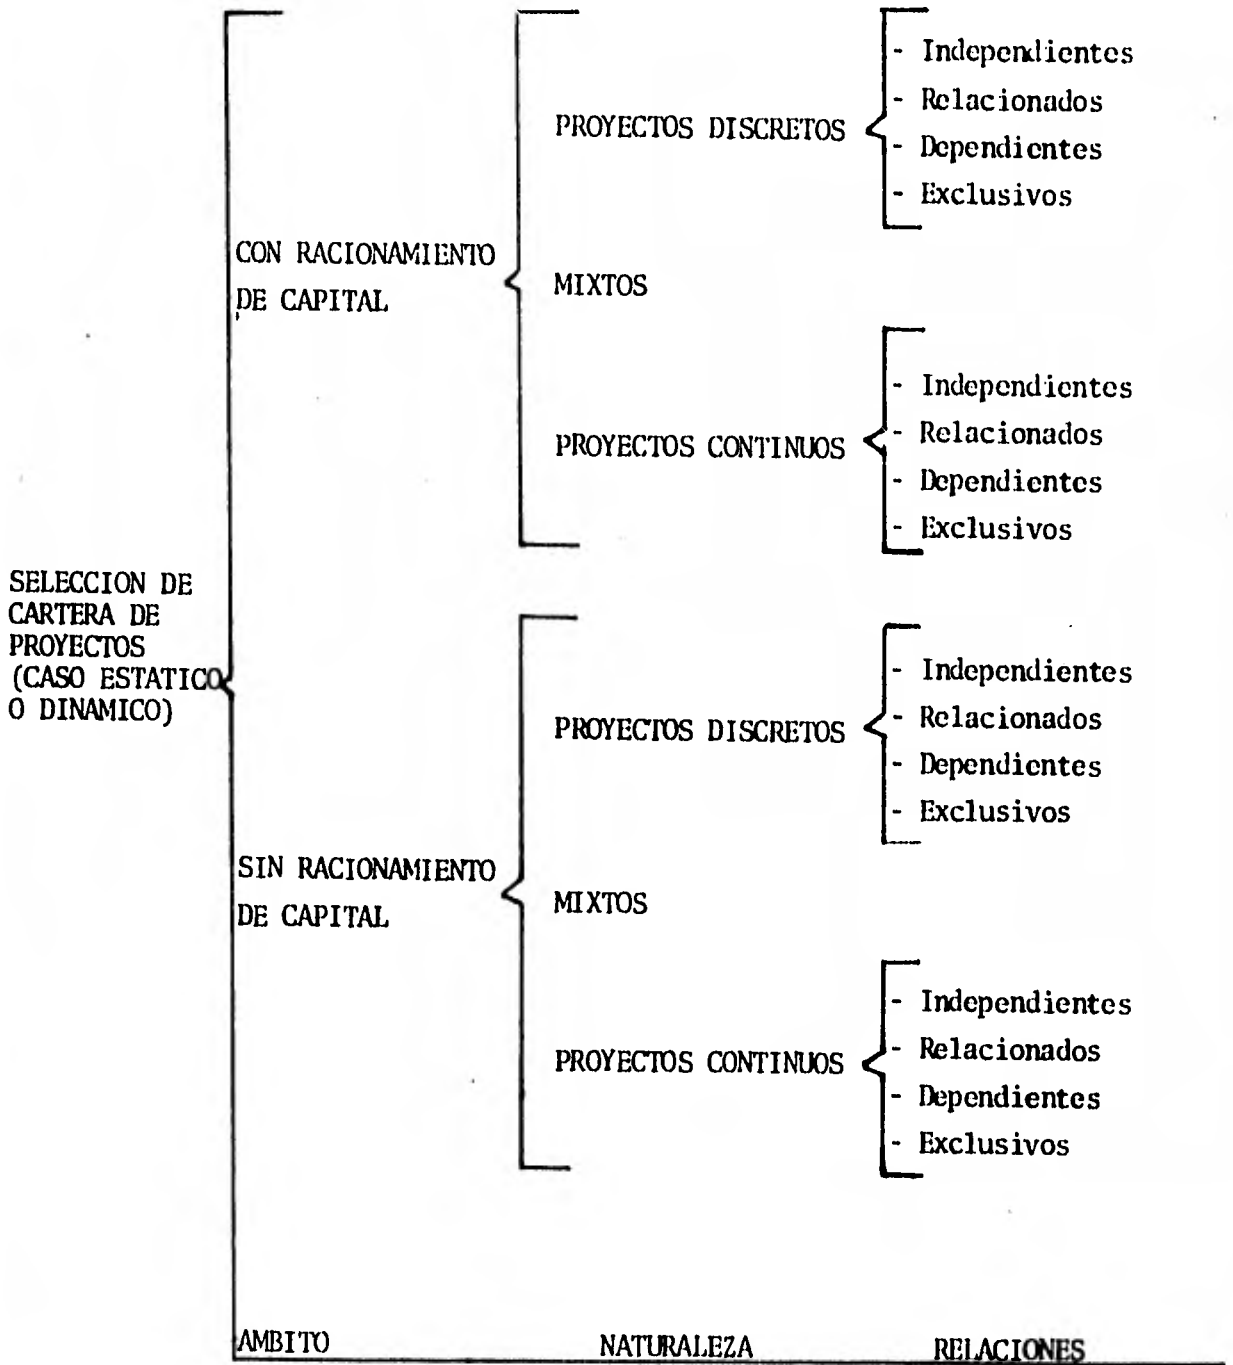 SELECCION DE
CARTERA DE
PROYECTOS
(CASO ESTATICO
O DINAMICO)
CON RACIONAMIENTO
DE CAPITAL
PROYECTOS DISCRETOS
- Independientes
- Relacionados
- Dependientes
- Exclusivos
MIXTOS
PROYECTOS CONTINUOS
- Independientes
- Relacionados
- Dependientes
- Exclusivos
SIN RACIONAMIENTO
DE CAPITAL
PROYECTOS DISCRETOS
- Independientes
- Relacionados
- Dependientes
- Exclusivos
MIXTOS
PROYECTOS CONTINUOS
- Independientes
- Relacionados
- Dependientes
- Exclusivos
AMBITO
NATURALEZA
RELACIONES